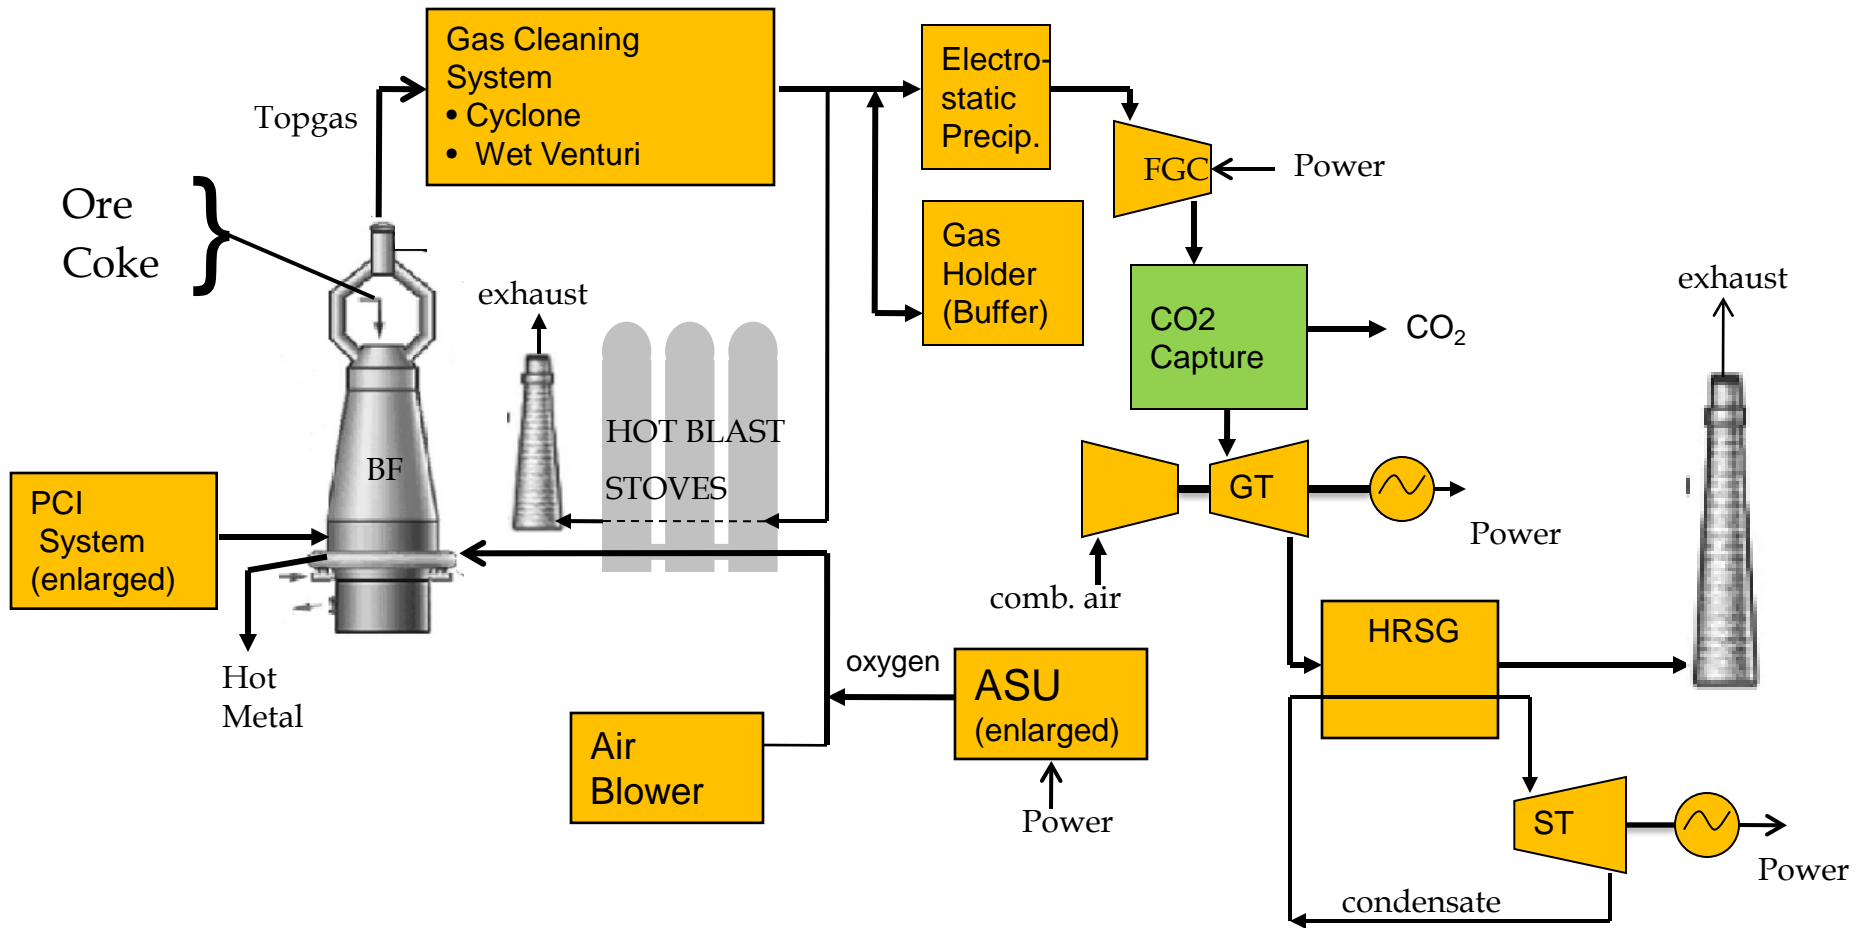 Gas Cleaning
System
• Cyclone
• Wet Venturi
Topgas
Ore
Coke
Electro-
static
Precip.
FGC
Power
Gas
Holder
(Buffer)
exhaust
CO2
Capture
CO₂
exhaust
HOT BLAST
STOVES
BF
PCI
System
(enlarged)
GT
Power
comb. air
HRSG
Hot
Metal
oxygen
ASU
(enlarged)
Air
Blower
Power
ST
Power
condensate